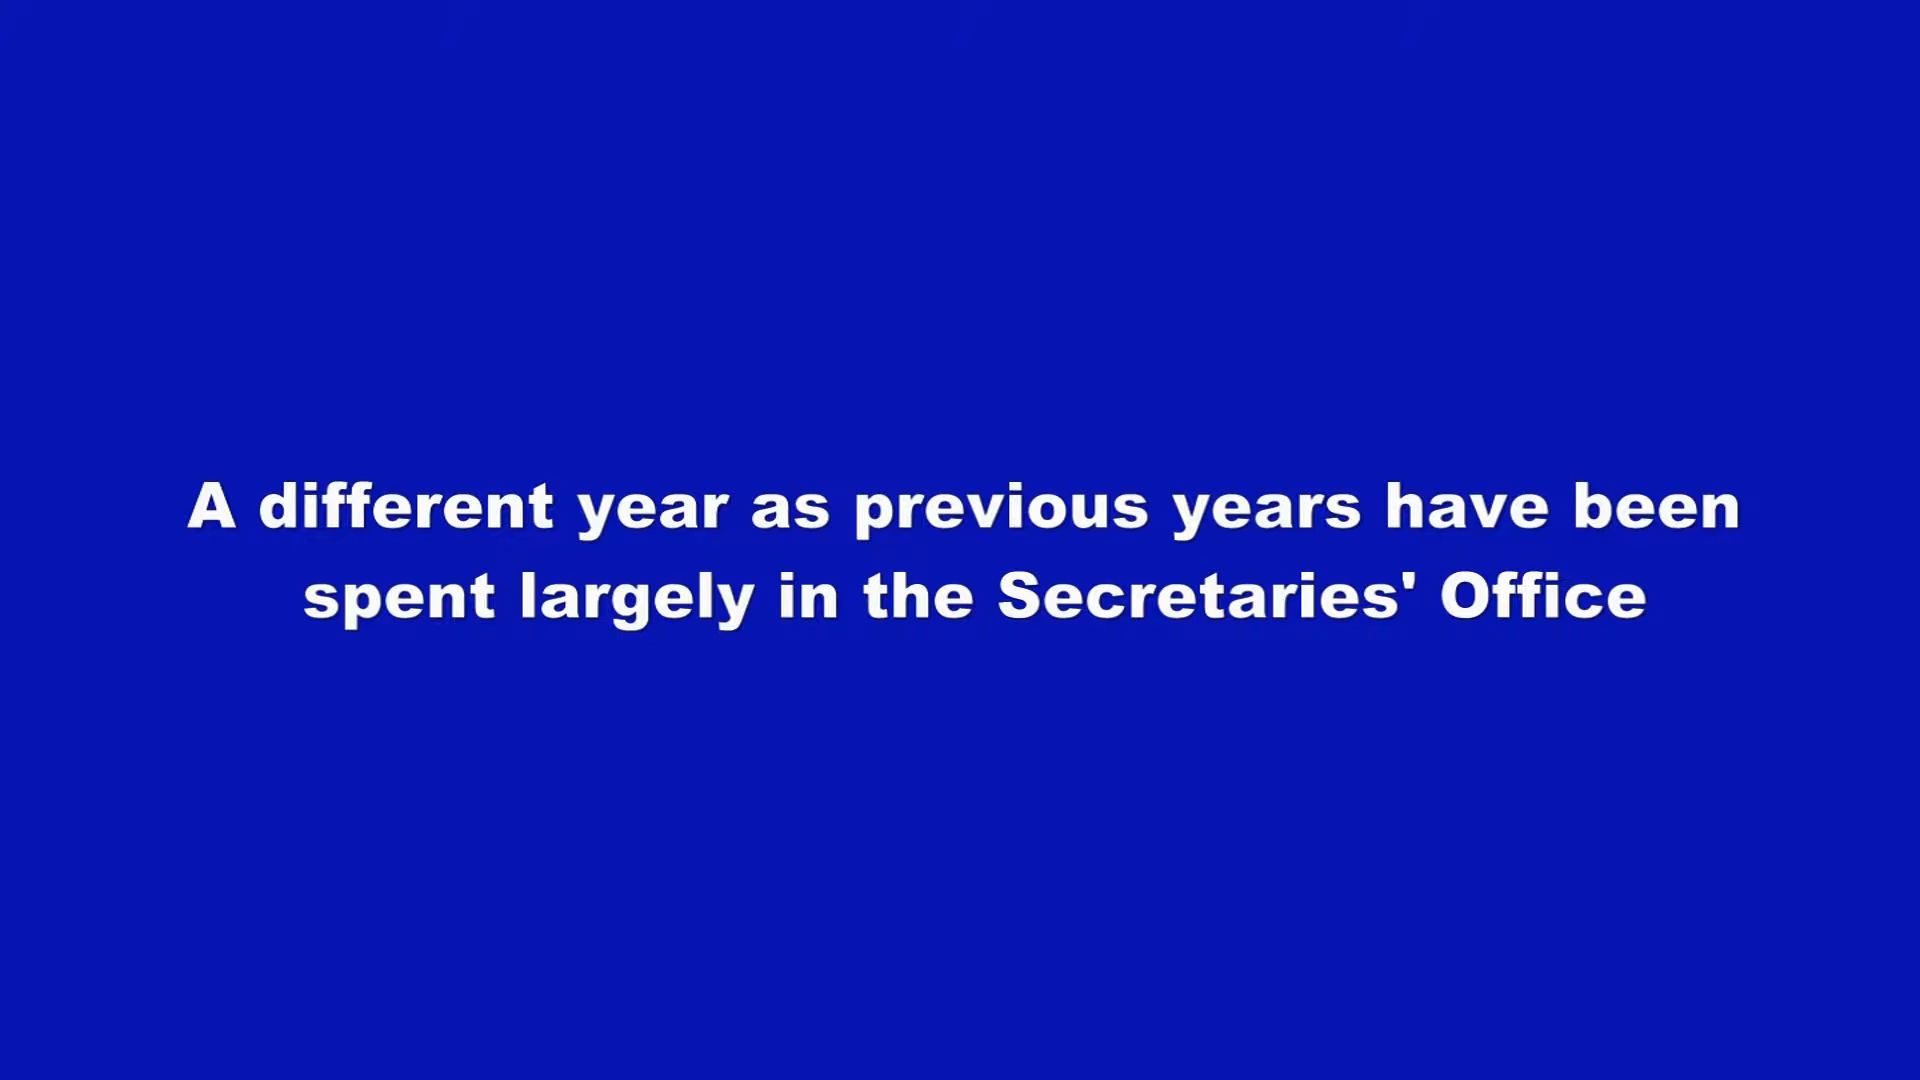 A different year as previous years have been
spent largely in the Secretaries' Office